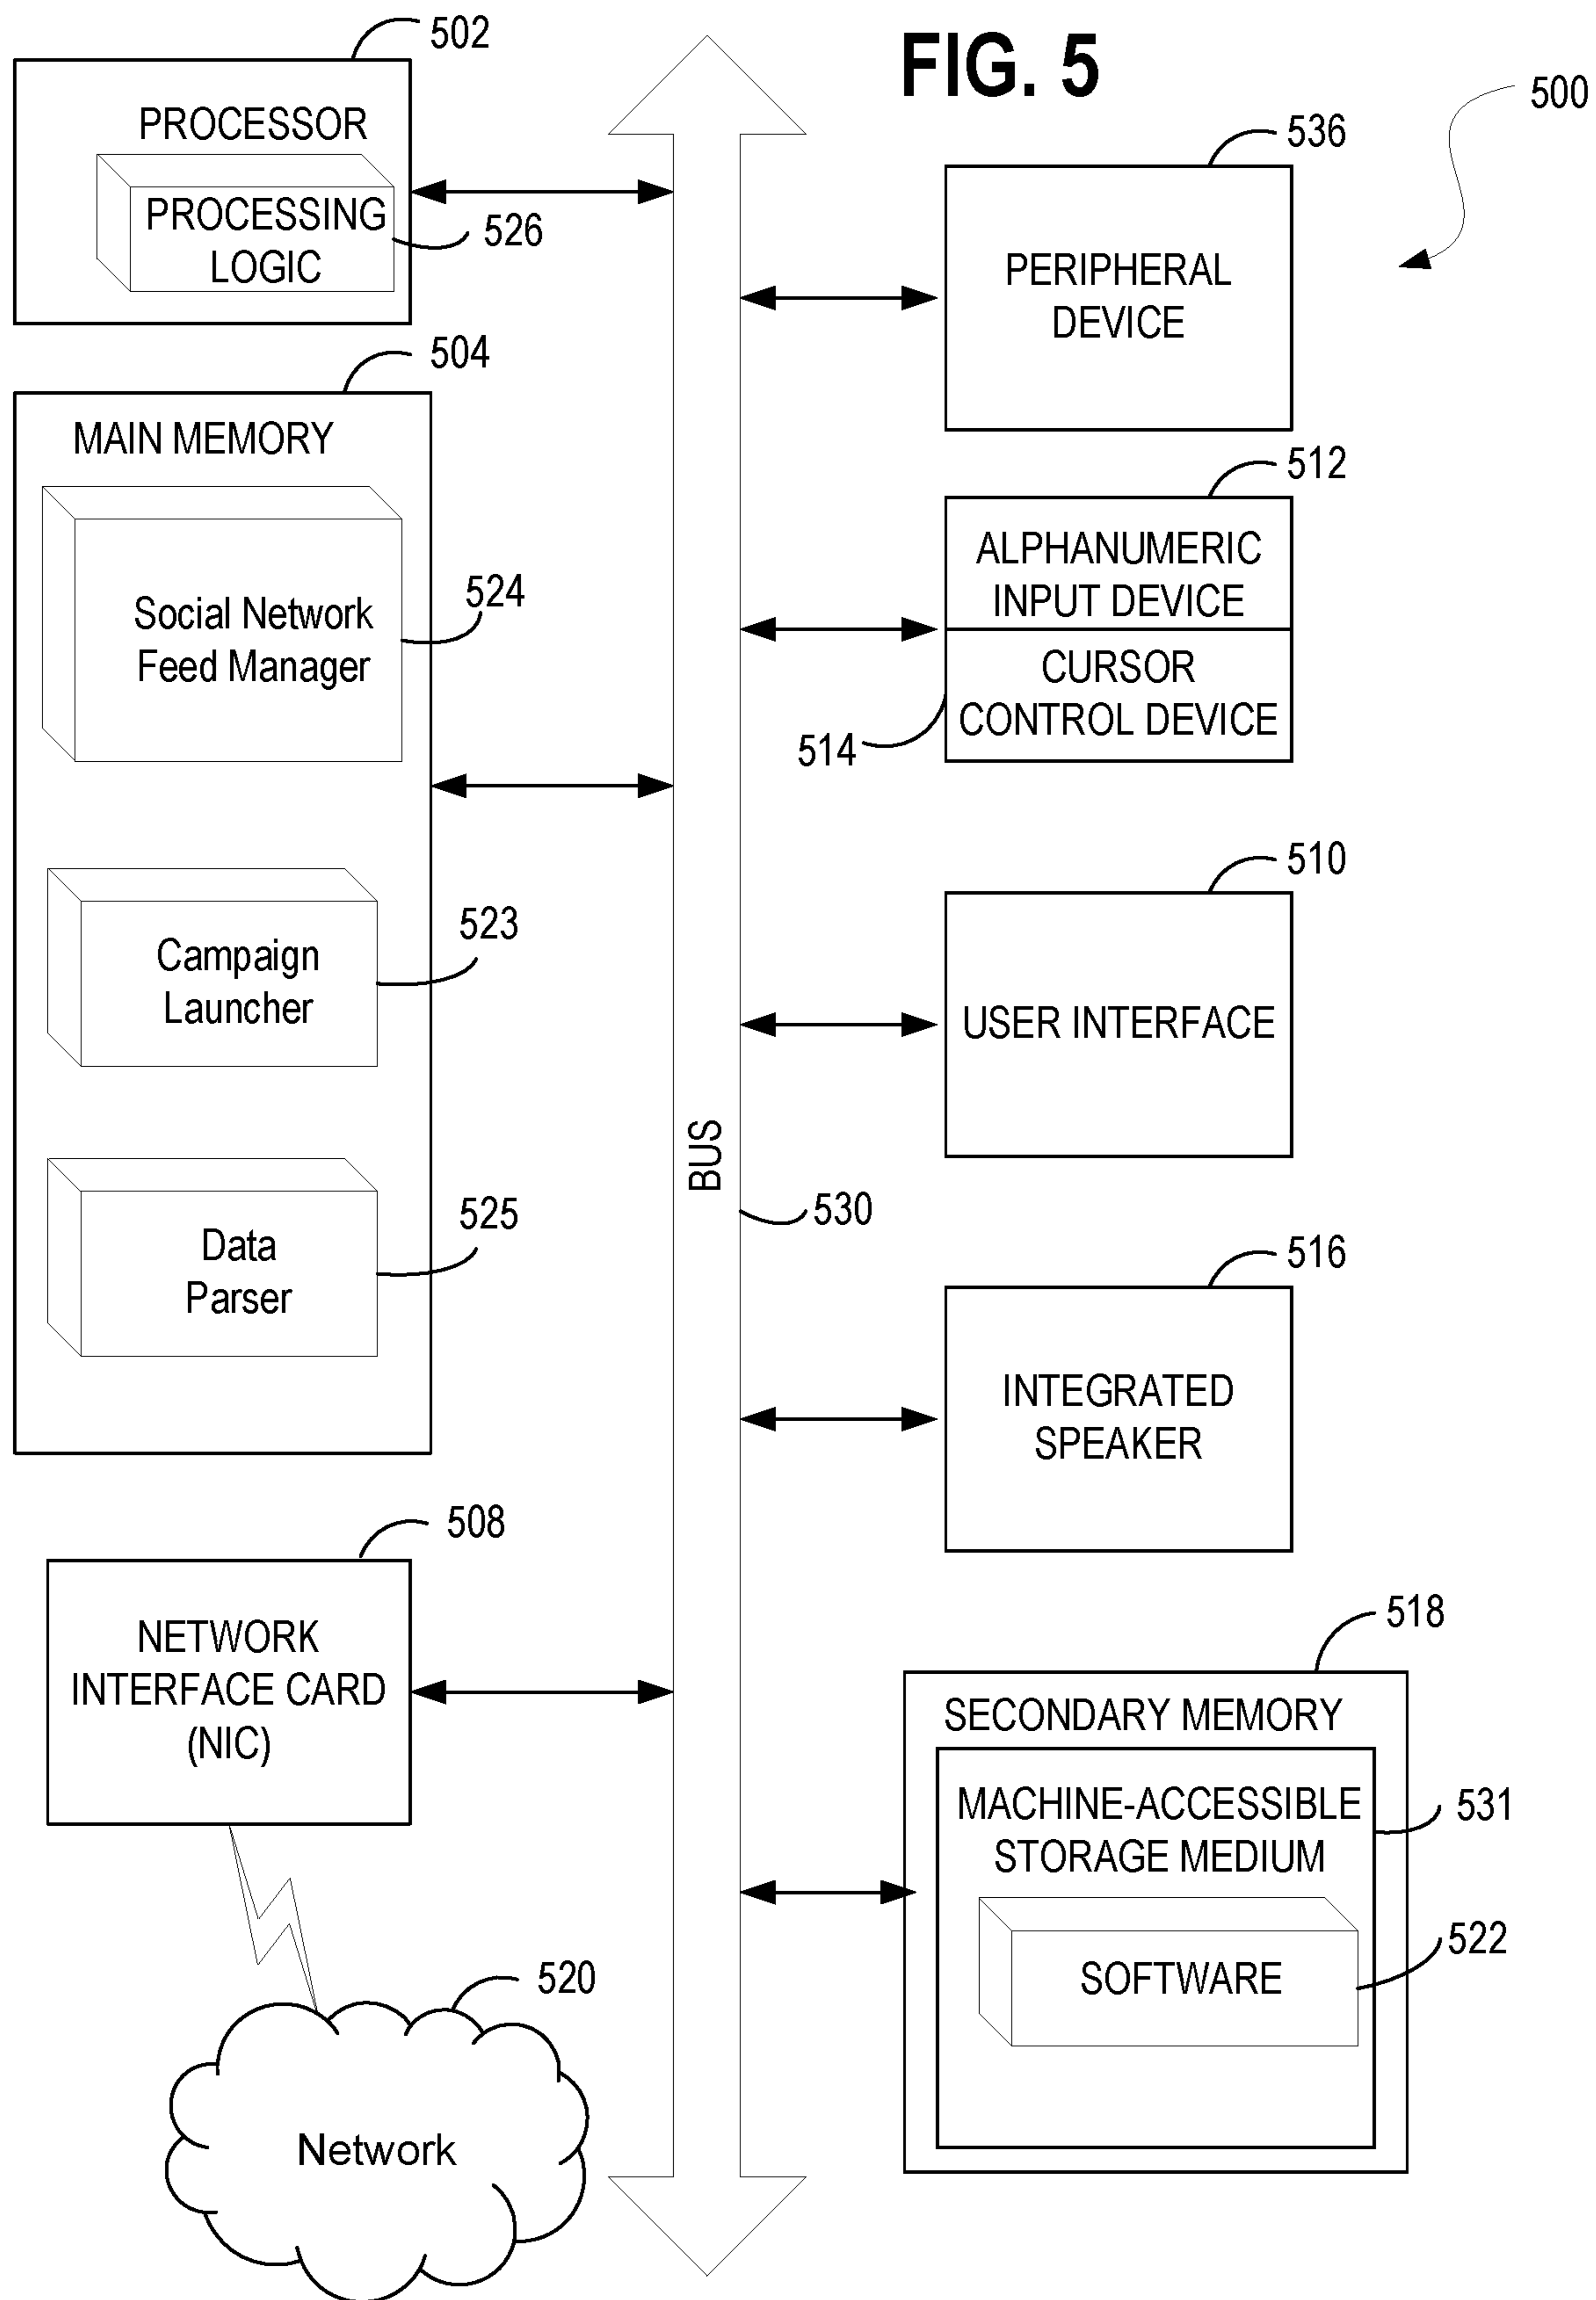 FIG. 5
500
502
PROCESSOR
PROCESSING
LOGIC
526
504
MAIN MEMORY
Social Network
Feed Manager
524
Campaign
Launcher
523
Data
Parser
525
508
NETWORK
INTERFACE CARD
(NIC)
520
Network
BUS
530
536
PERIPHERAL
DEVICE
512
ALPHANUMERIC
INPUT DEVICE
CURSOR
CONTROL DEVICE
514
510
USER INTERFACE
516
INTEGRATED
SPEAKER
518
SECONDARY MEMORY
MACHINE-ACCESSIBLE
STORAGE MEDIUM
531
SOFTWARE
522